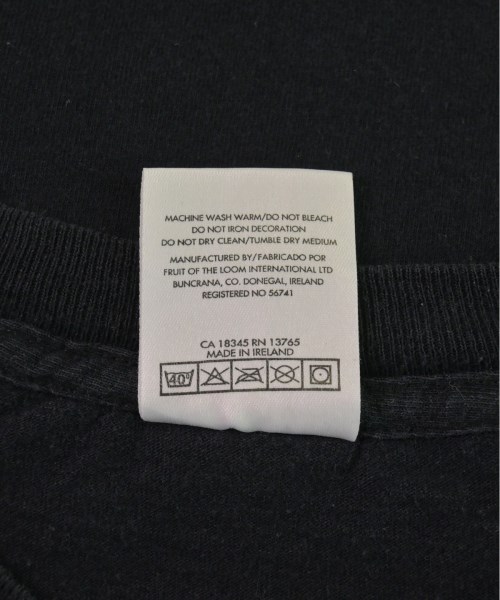 MACHINE WASH WARM/DO NOT BLEACH
DO NOT IRON DECORATION
DO NOT DRY CLEAN/TUMBLE DRY MEDIUM
MANUFACTURED BY/FABRICADO POR
FRUIT OF THE LOOM INTERNATIONAL LTD
BUNCRANA, CO. DONEGAL, IRELAND
REGISTERED NO 56741
CA 18345 RN 13765
MADE IN IRELAND
40°